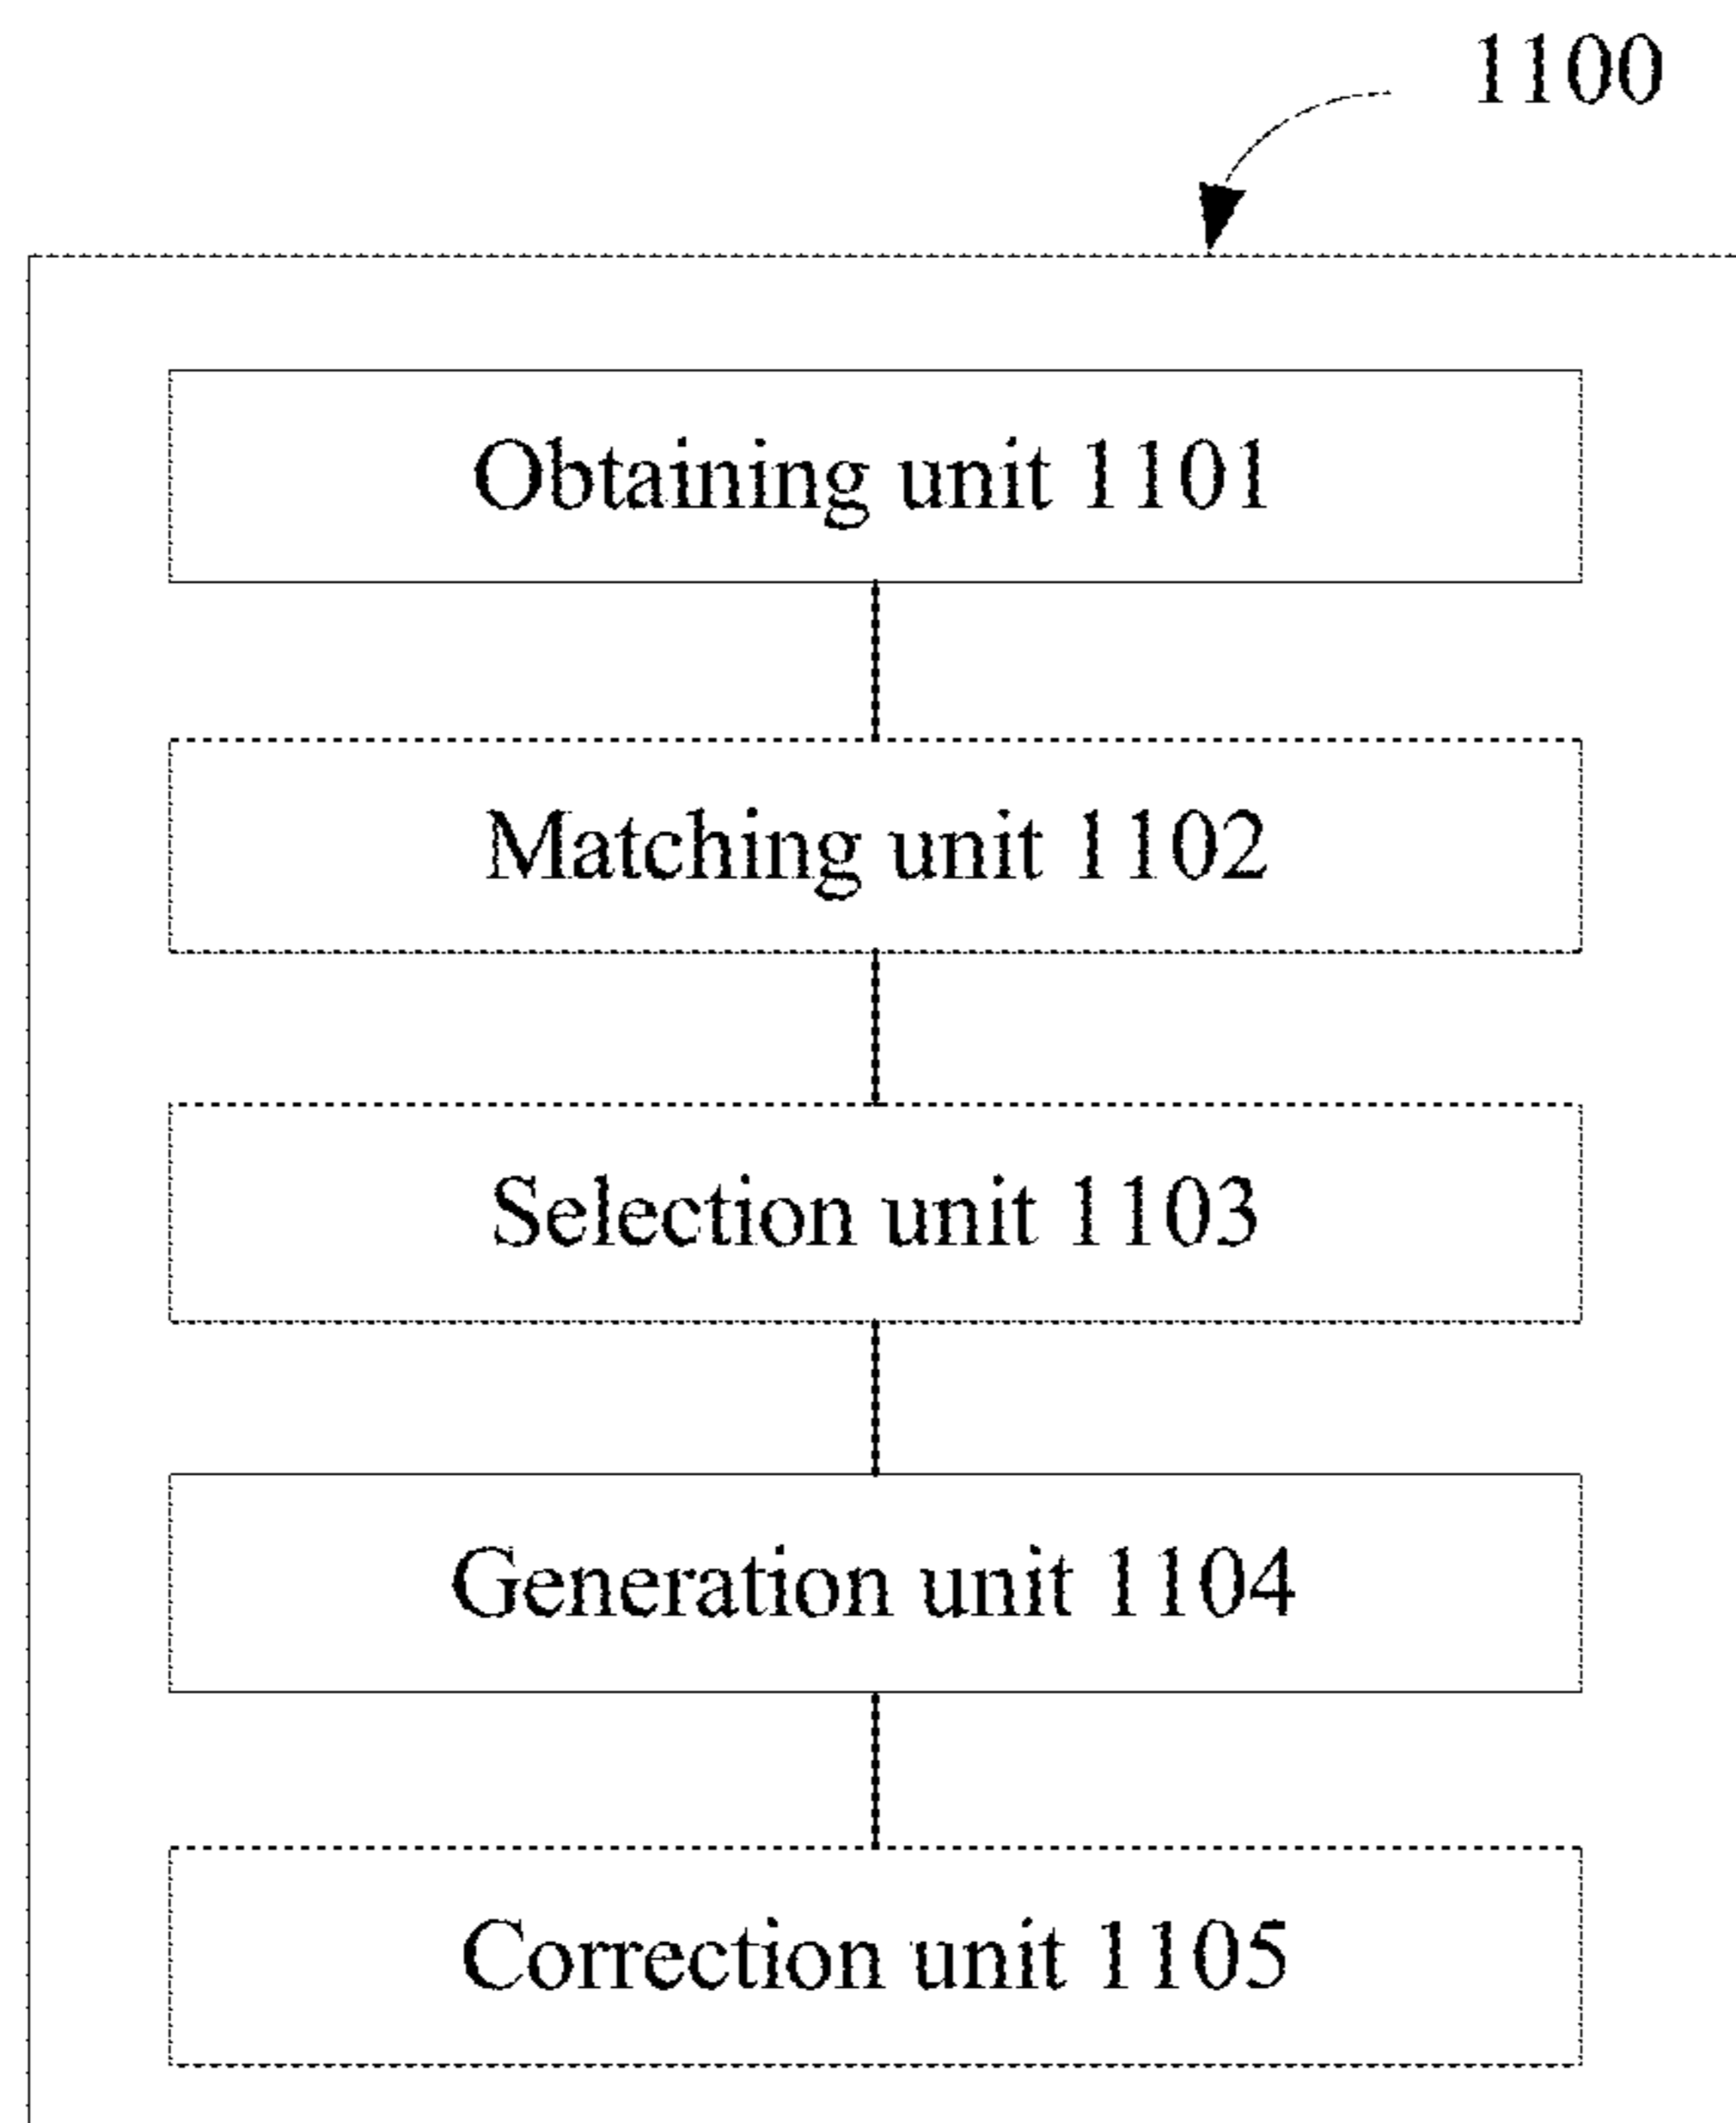 1100
Obtaining unit 1101
Matching unit 1102
Selection unit 1103
Generation unit 1104
Correction unit 1105